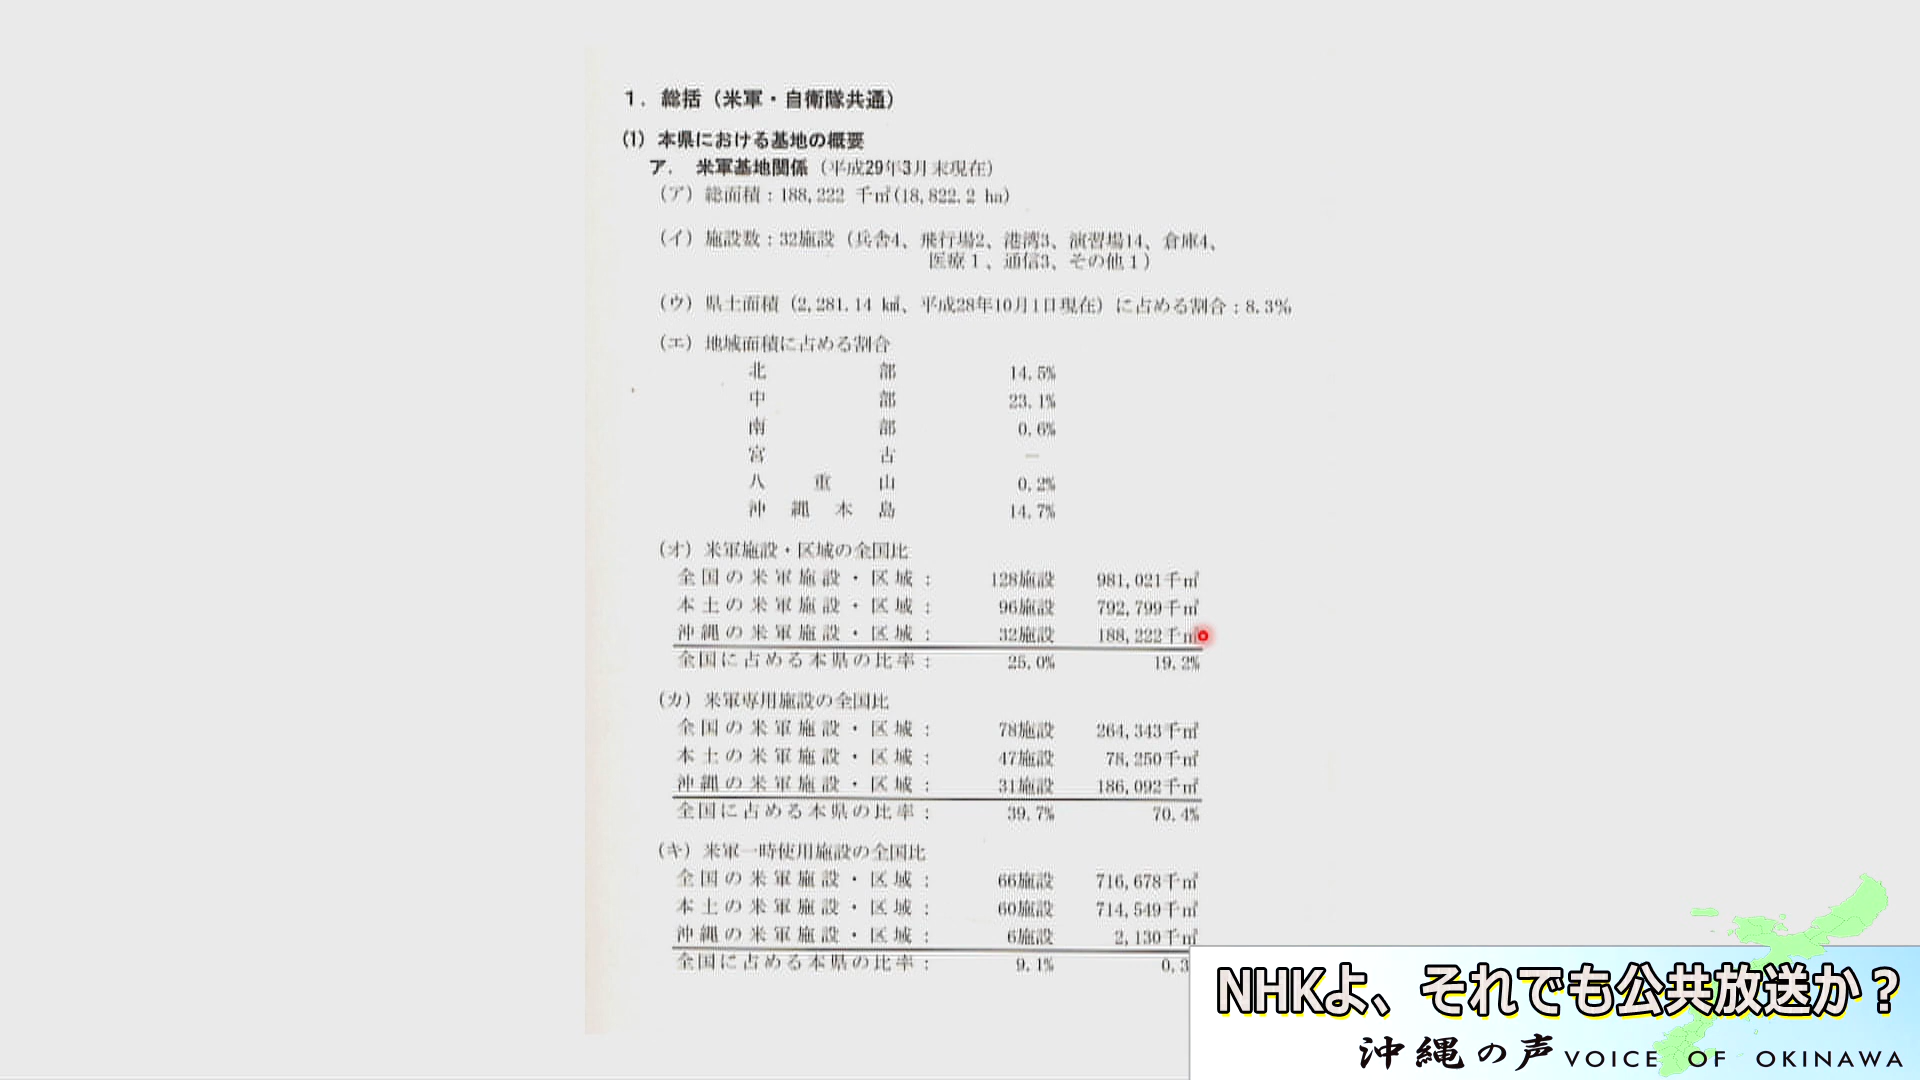 1. 総括（米軍・自衛隊共通）
(1) 本県における基地の概要
ア. 米軍基地関係（平成29年3月末現在）
（ア）総面積：188,222 千㎡(18,822.2 ha)
（イ）施設数：32施設（兵舎4、飛行場2、港湾3、演習場14、倉庫4、
医療1、通信3、その他1）
（ウ）県土面積（2,281.14 ㎢、平成28年10月1日現在）に占める割合：8.3%
（エ）地域面積に占める割合
北部 14.5%
中部 23.1%
南部 0.6%
宮古 －
八重山 0.2%
沖縄本島 14.7%
（オ）米軍施設・区域の全国比
全国の米軍施設・区域： 128施設 981,021千㎡
本土の米軍施設・区域： 96施設 792,799千㎡
沖縄の米軍施設・区域： 32施設 188,222千㎡
全国に占める本県の比率： 25.0% 19.2%
（カ）米軍専用施設の全国比
全国の米軍施設・区域： 78施設 264,343千㎡
本土の米軍施設・区域： 47施設 78,250千㎡
沖縄の米軍施設・区域： 31施設 186,092千㎡
全国に占める本県の比率： 39.7% 70.4%
（キ）米軍一時使用施設の全国比
全国の米軍施設・区域： 66施設 716,678千㎡
本土の米軍施設・区域： 60施設 714,549千㎡
沖縄の米軍施設・区域： 6施設 2,130千㎡
全国に占める本県の比率： 9.1% 0.3
NHKよ、それでも公共放送か？
沖縄の声 VOICE OF OKINAWA